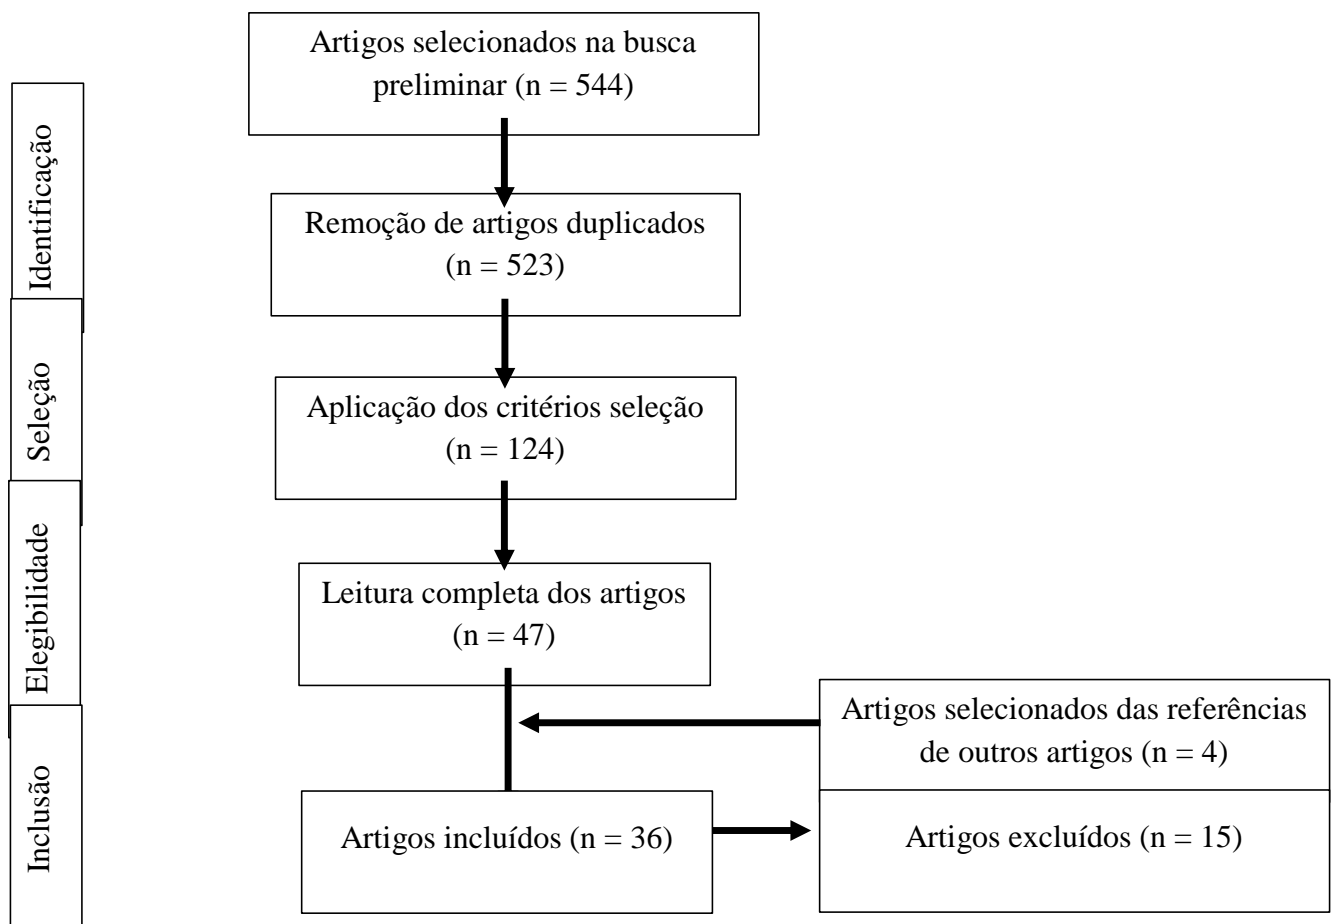 Artigos selecionados na busca
preliminar (n = 544)
Identificação
Remoção de artigos duplicados
(n = 523)
Seleção
Aplicação dos critérios seleção
(n = 124)
Elegibilidade
Leitura completa dos artigos
(n = 47)
Artigos selecionados das referências
de outros artigos (n = 4)
Inclusão
Artigos incluídos (n = 36)
Artigos excluídos (n = 15)